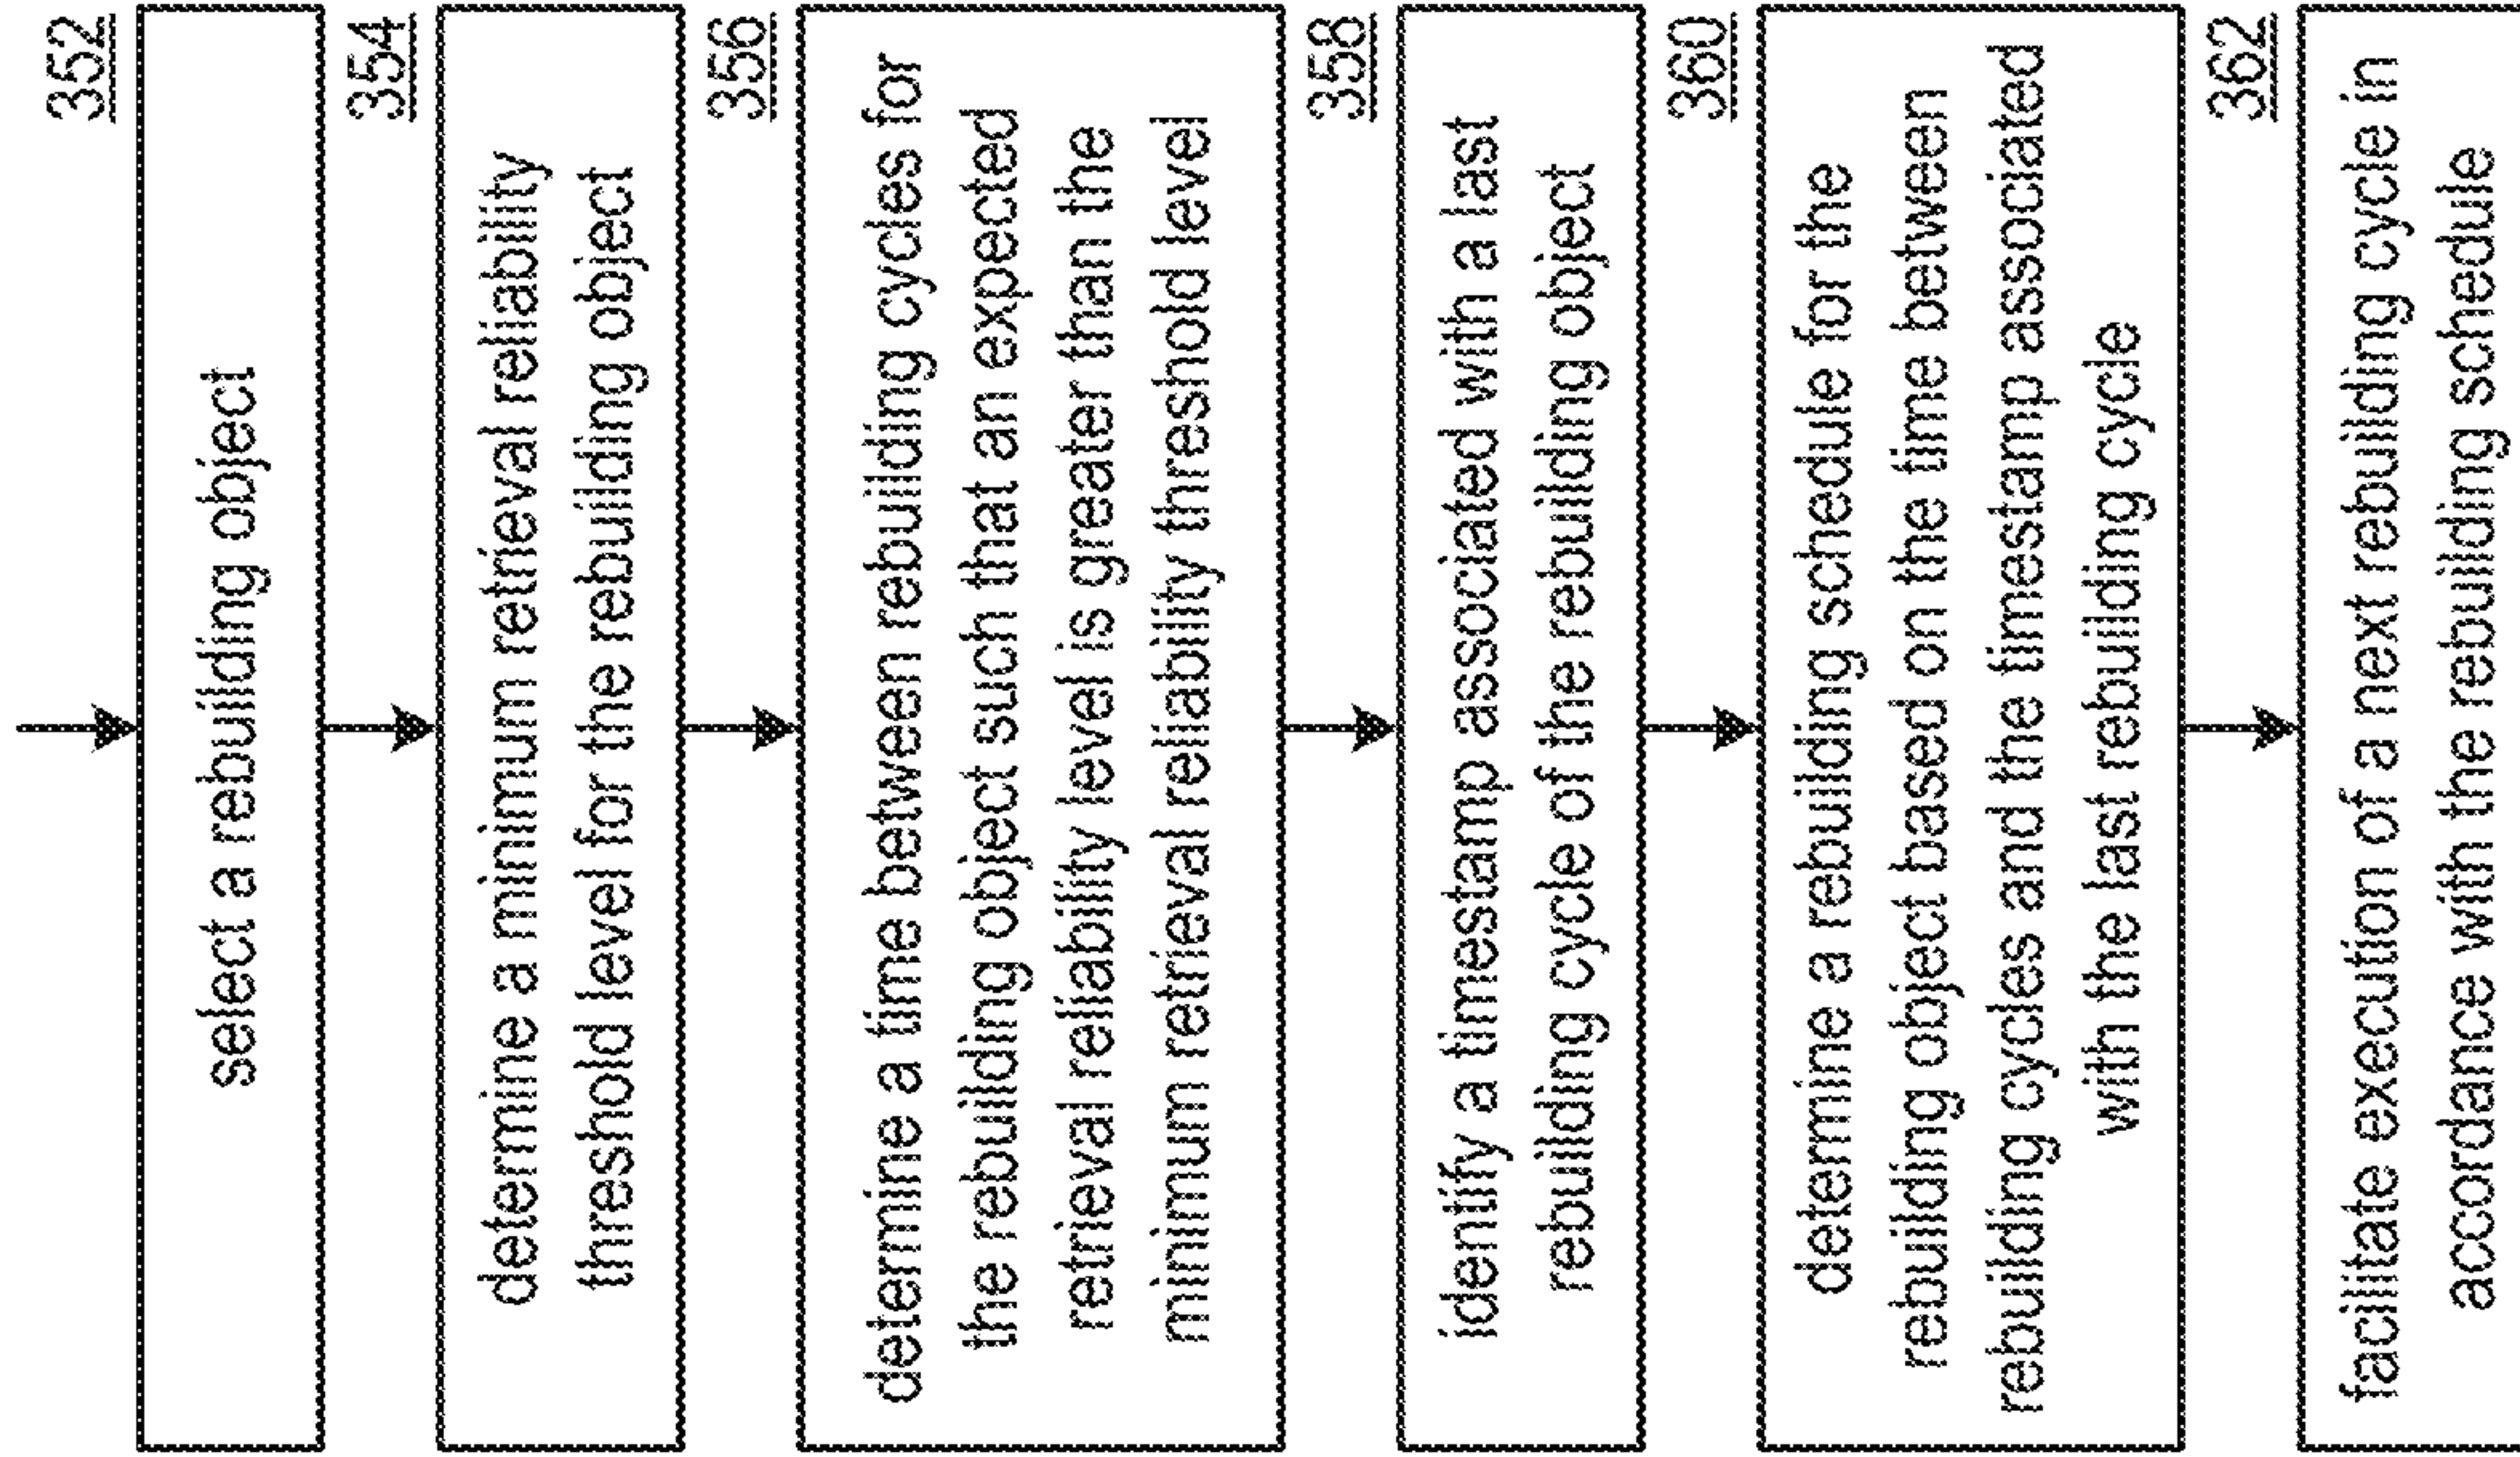 352
select a rebuilding object
354
determine a minimum retrieval reliability
threshold level for the rebuilding object
356
determine a time between rebuilding cycles for
the rebuilding object such that an expected
retrieval reliability level is greater than the
minimum retrieval reliability threshold level
358
identify a timestamp associated with a last
rebuilding cycle of the rebuilding object
360
determine a rebuilding schedule for the
rebuilding object based on the time between
rebuilding cycles and the timestamp associated
with the last rebuilding cycle
362
facilitate execution of a next rebuilding cycle in
accordance with the rebuilding schedule